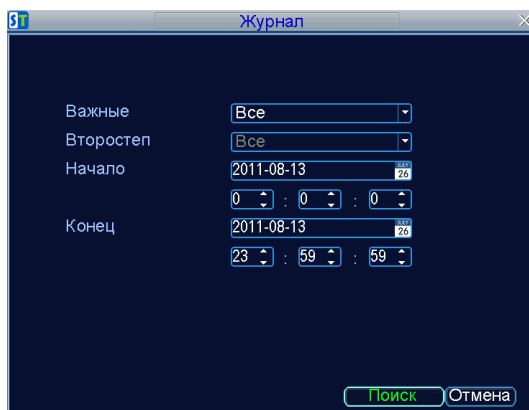 ST Журнал
Важные Все
Второстеп Все
Начало 2011-08-13 26
0 : 0 : 0
Конец 2011-08-13 26
23 : 59 : 59
Поиск Отмена